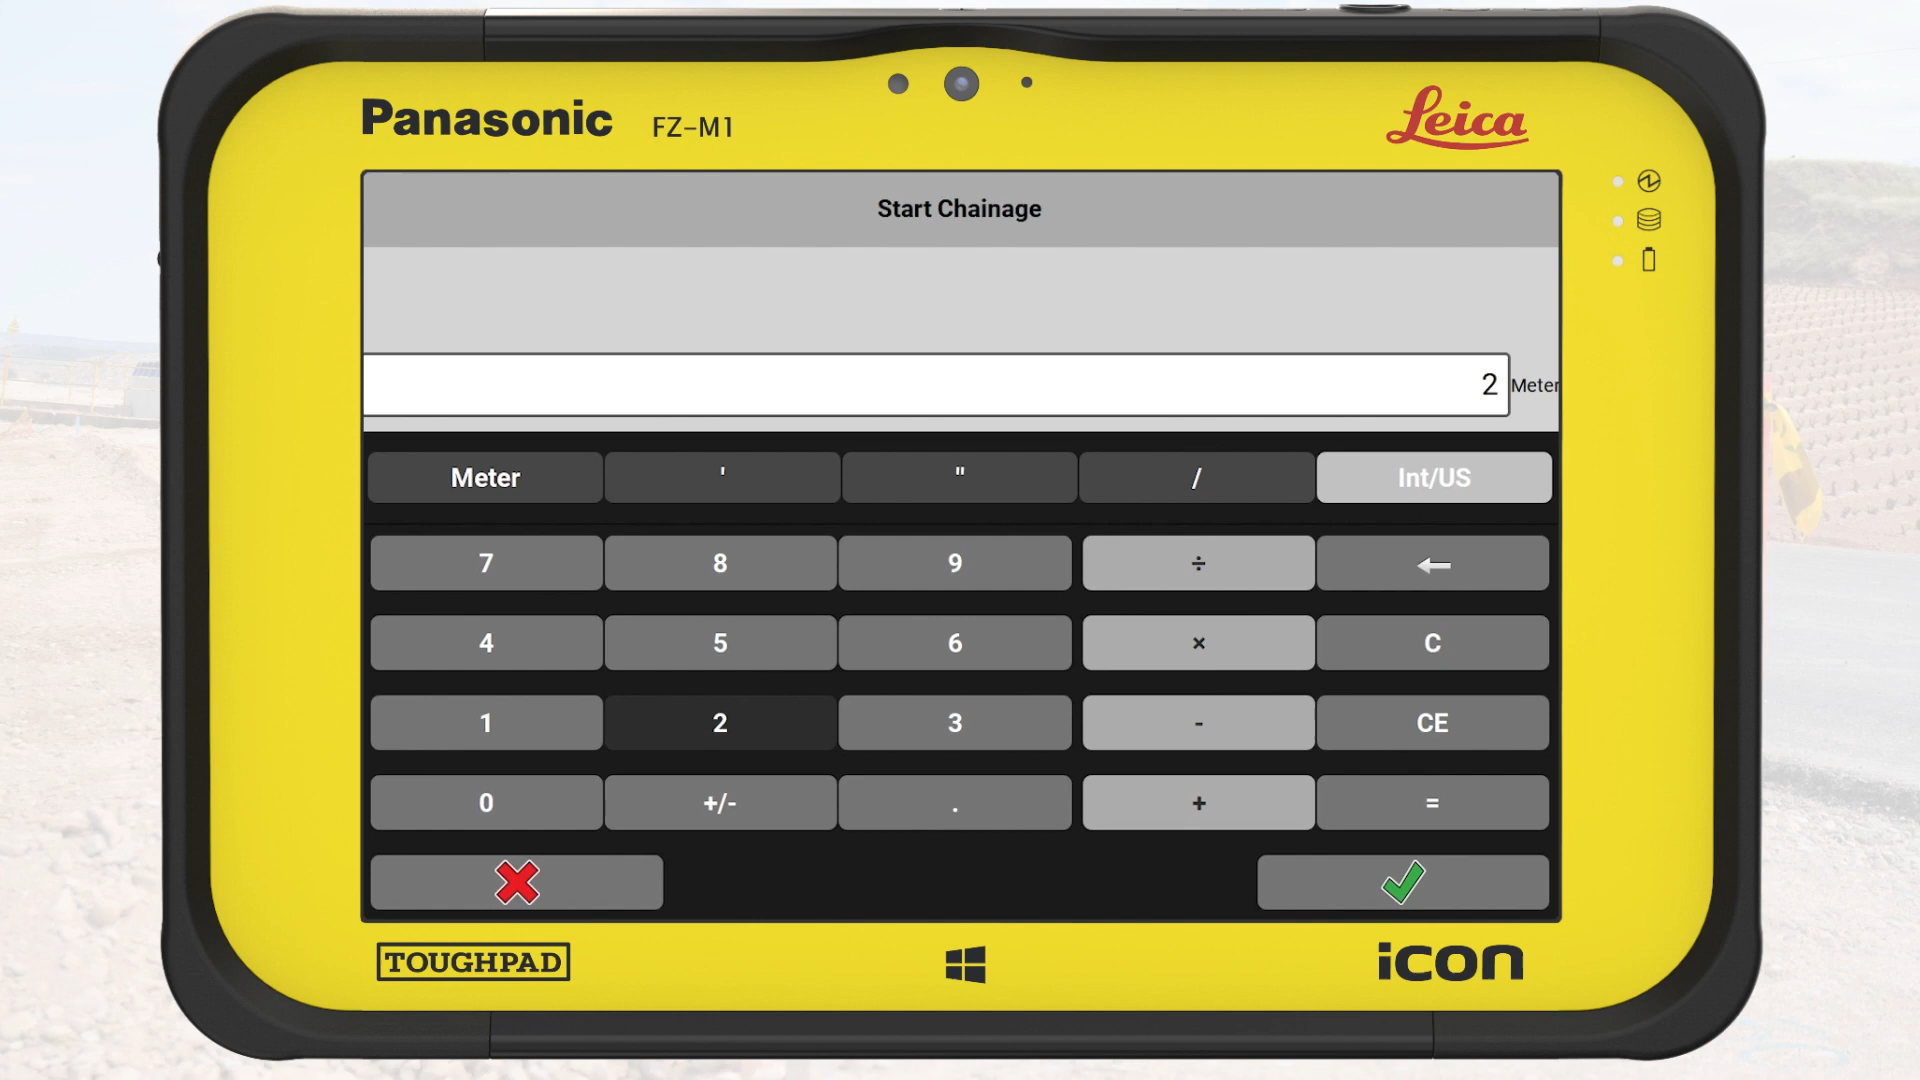 Panasonic FZ-M1 Leica
Start Chainage
2 Meter
Meter ' " / Int/US
7 8 9 ÷ ←
4 5 6 × C
1 2 3 - CE
0 +/- . + =
TOUGHPAD icon